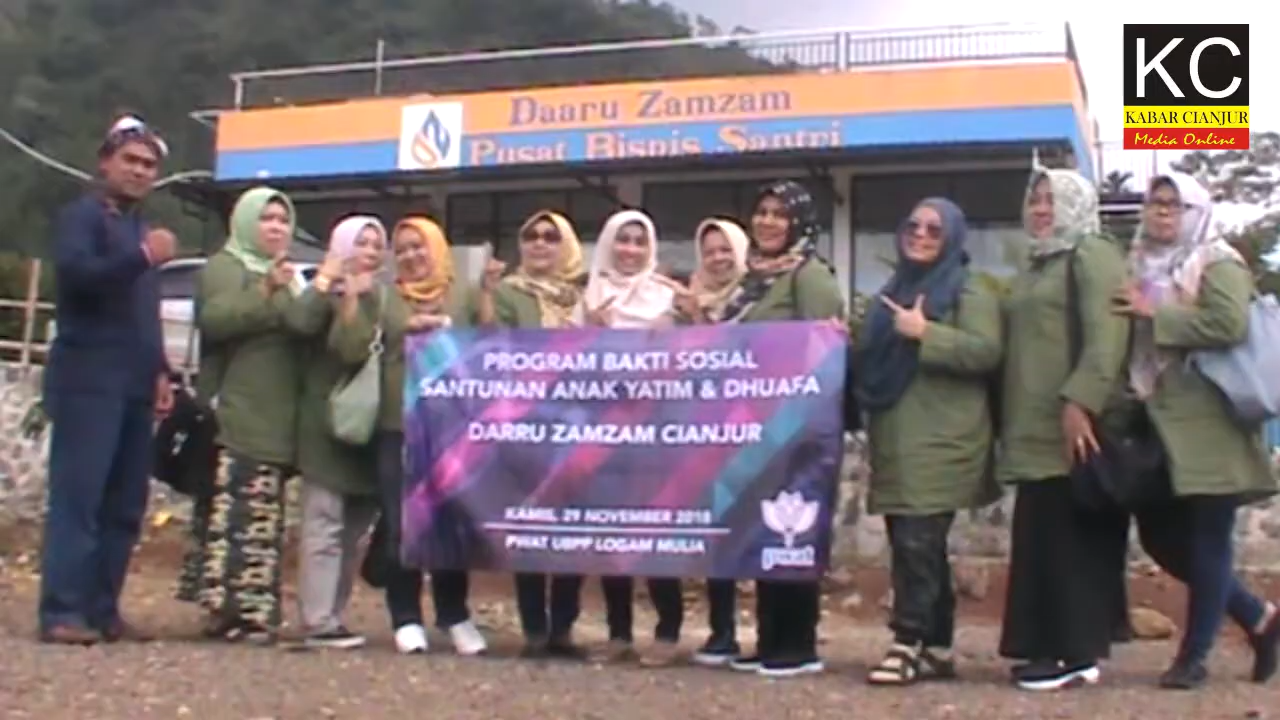 KC
KABAR CIANJUR
Media Online
Daaru Zamzam
Pusat Bisnis Santri
PROGRAM BAKTI SOSIAL
SANTUNAN ANAK YATIM & DHUAFA
DARRU ZAMZAM CIANJUR
KAMIS, 29 NOVEMBER 2018
PWAT UBPP LOGAM MULIA
pwat